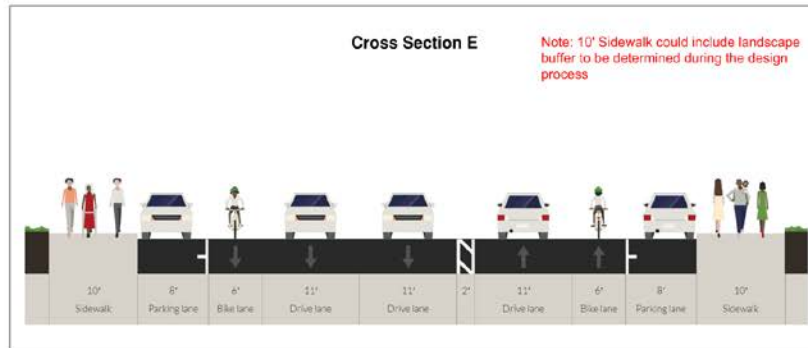 Cross Section E
Note: 10' Sidewalk could include landscape
buffer to be determined during the design
process
10' 8' 6' 11' 11' 2' 11' 6' 8' 10'
Sidewalk Parking lane Bike lane Drive lane Drive lane Drive lane Bike lane Parking lane Sidewalk